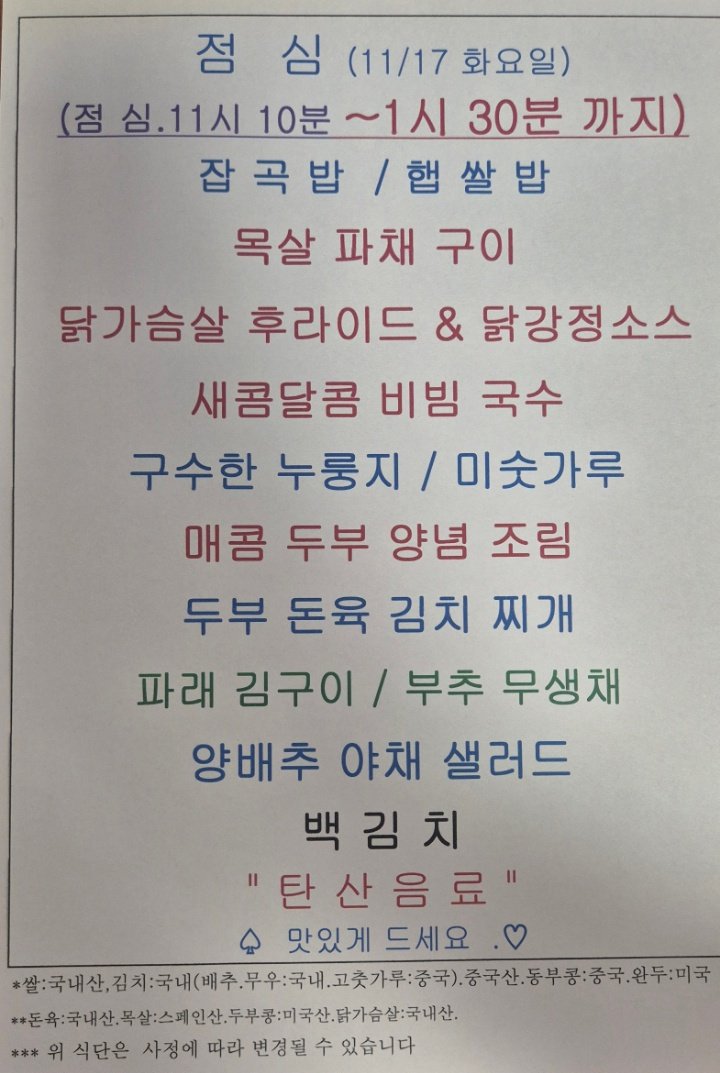 점 심 (11/17 화요일)
(점 심.11시 10분 ~1시 30분 까지)
잡 곡 밥 / 햅 쌀 밥
목살 파채 구이
닭가슴살 후라이드 & 닭강정소스
새콤달콤 비빔 국수
구수한 누룽지 / 미숫가루
매콤 두부 양념 조림
두부 돈육 김치 찌개
파래 김구이 / 부추 무생채
양배추 야채 샐러드
백 김 치
" 탄 산 음 료 "
♤ 맛있게 드세요 .♡
*쌀:국내산,김치:국내(배추.무우:국내.고춧가루:중국).중국산.동부콩:중국.완두:미국
**돈육:국내산.목살:스페인산.두부콩:미국산.닭가슴살:국내산.
*** 위 식단은 사정에 따라 변경될 수 있습니다